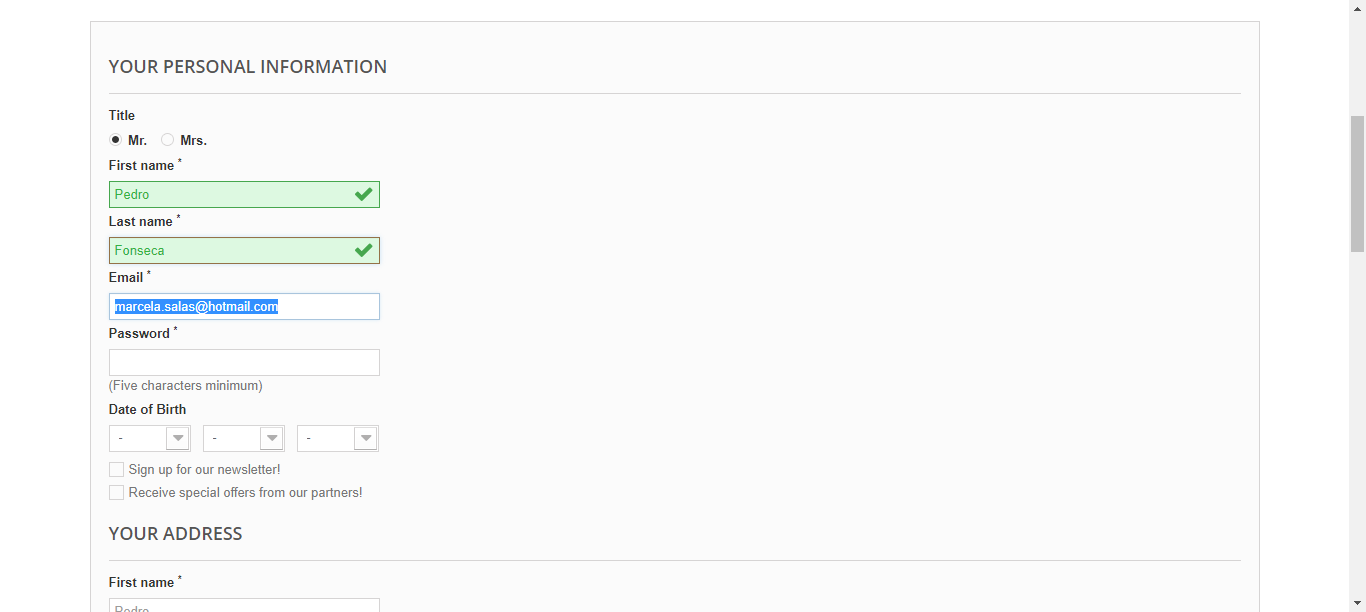 YOUR PERSONAL INFORMATION
Title
Mr. Mrs.
First name *
Pedro
Last name *
Fonseca
Email *
marcela.salas@hotmail.com
Password *
(Five characters minimum)
Date of Birth
- - -
Sign up for our newsletter!
Receive special offers from our partners!
YOUR ADDRESS
First name *
Pedro